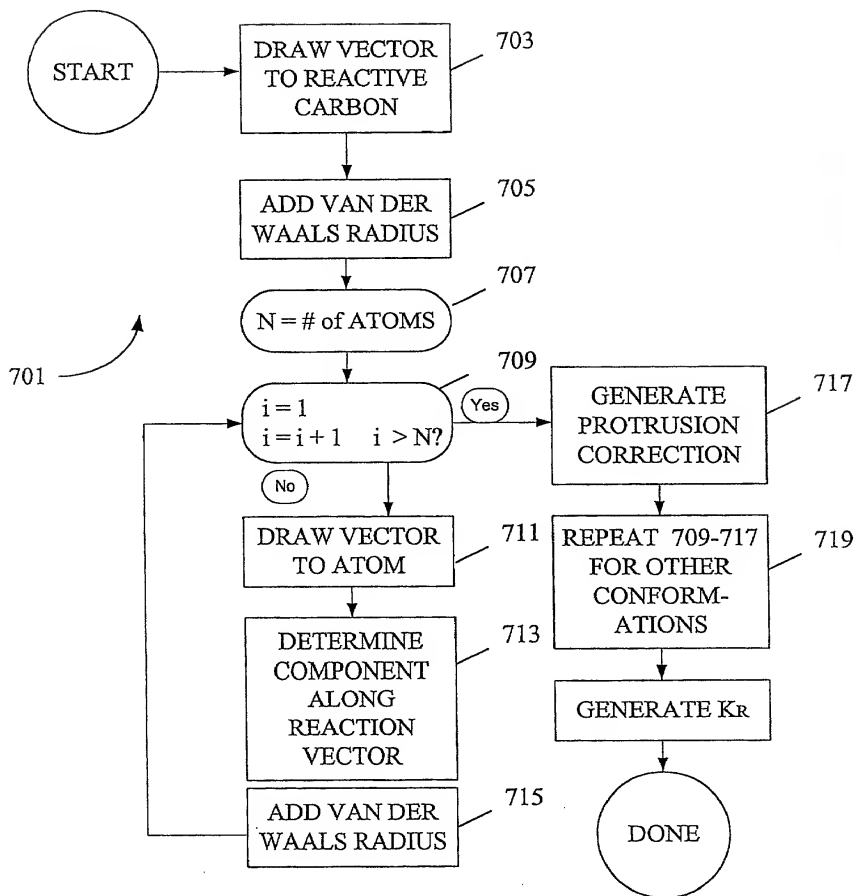 START
DRAW VECTOR
TO REACTIVE
CARBON
703
ADD VAN DER
WAALS RADIUS
705
N = # of ATOMS
707
701
i = 1
i = i + 1 i > N?
709
Yes
No
DRAW VECTOR
TO ATOM
711
DETERMINE
COMPONENT
ALONG
REACTION
VECTOR
713
ADD VAN DER
WAALS RADIUS
715
GENERATE
PROTRUSION
CORRECTION
717
REPEAT 709-717
FOR OTHER
CONFORM-
ATIONS
719
GENERATE KR
DONE